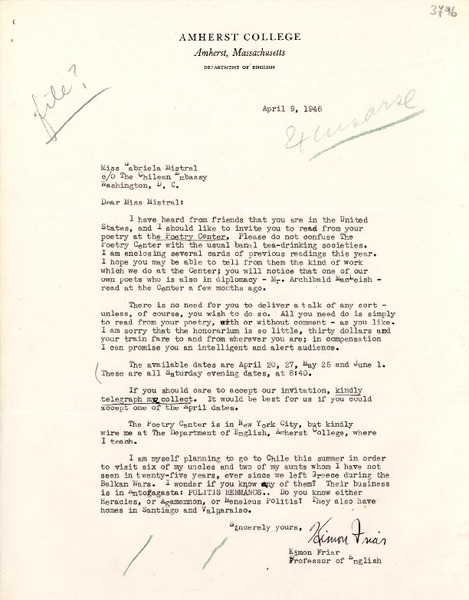 3796
AMHERST COLLEGE
Amherst, Massachusetts
DEPARTMENT OF ENGLISH
file?
April 9, 1946
Excusarse
Miss Gabriela Mistral
c/o The Chilean Embassy
Washington, D. C.
Dear Miss Mistral:
I have heard from friends that you are in the United
States, and I should like to invite you to read from your
poetry at the Poetry Center. Please do not confuse The
Poetry Center with the usual banal tea-drinking societies.
I am enclosing several cards of previous readings this year.
I hope you may be able to tell from them the kind of work
which we do at the Center; you will notice that one of our
own poets who is also in diplomacy - Mr. Archibald MacLeish -
read at the Center a few months ago.
There is no need for you to deliver a talk of any sort -
unless, of course, you wish to do so. All you need do is simply
to read from your poetry, with or without comment - as you like.
I am sorry that the honorarium is so little, thirty dollars and
your train fare to and from wherever you are; in compensation
I can promise you an intelligent and alert audience.
The available dates are April 20, 27, May 25 and June 1.
These are all Saturday evening dates, at 8:40.
If you should care to accept our invitation, kindly
telegraph me collect. It would be best for us if you could
accept one of the April dates.
The Poetry Center is in New York City, but kindly
wire me at The Department of English, Amherst College, where
I teach.
I am myself planning to go to Chile this summer in order
to visit six of my uncles and two of my aunts whom I have not
seen in twenty-five years, ever since we left Greece during the
Balkan Wars. I wonder if you know any of them? Their business
is in Antofagasta: POLITIS HERMANOS.. Do you know either
Heracles, or Agamemnon, or Meneleus Politis? They also have
homes in Santiago and Valparaiso.
Sincerely yours,
Kimon Friar
Kimon Friar
Professor of English